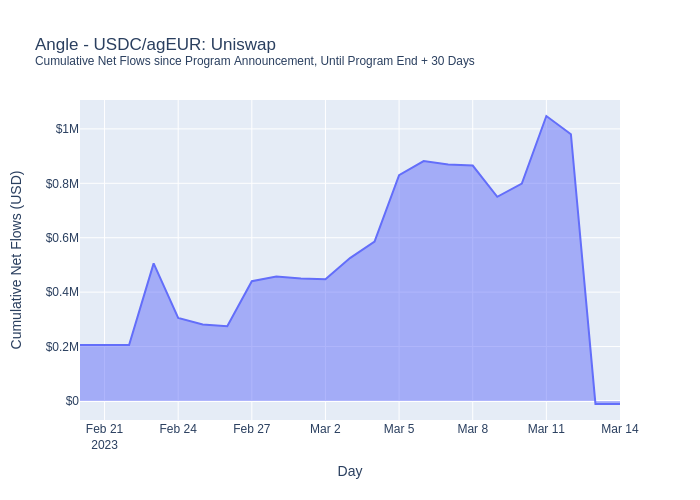 Angle - USDC/agEUR: Uniswap
Cumulative Net Flows since Program Announcement, Until Program End + 30 Days
Cumulative Net Flows (USD)
$1M
$0.8M
$0.6M
$0.4M
$0.2M
$0
Feb 21
2023
Feb 24
Feb 27
Mar 2
Mar 5
Mar 8
Mar 11
Mar 14
Day